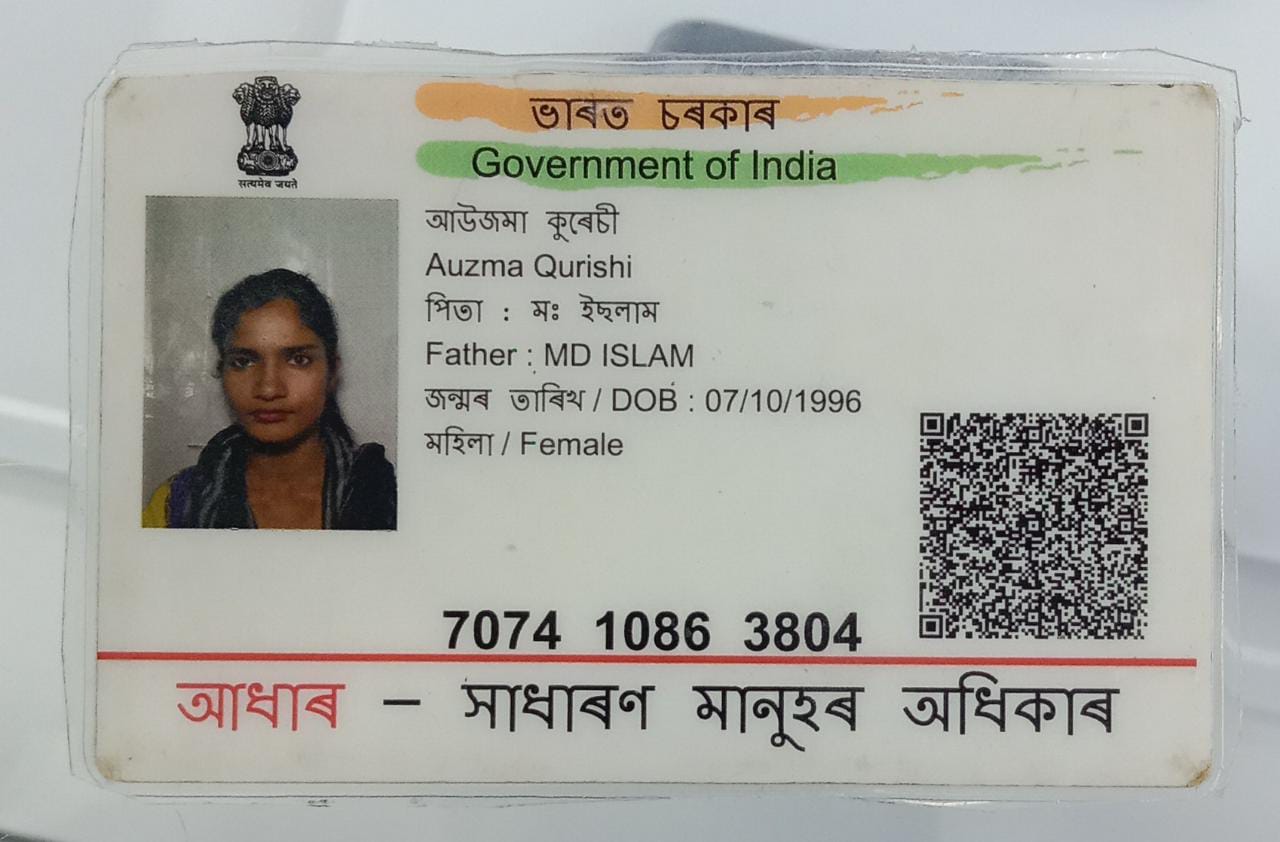 ভাৰত চৰকাৰ
Government of India
सत्यमेव जयते
আউজমা কুৰেচী
Auzma Qurishi
পিতা : মঃ ইছলাম
Father : MD ISLAM
জন্মৰ তাৰিখ / DOB : 07/10/1996
মহিলা / Female
7074 1086 3804
আধাৰ – সাধাৰণ মানুহৰ অধিকাৰ